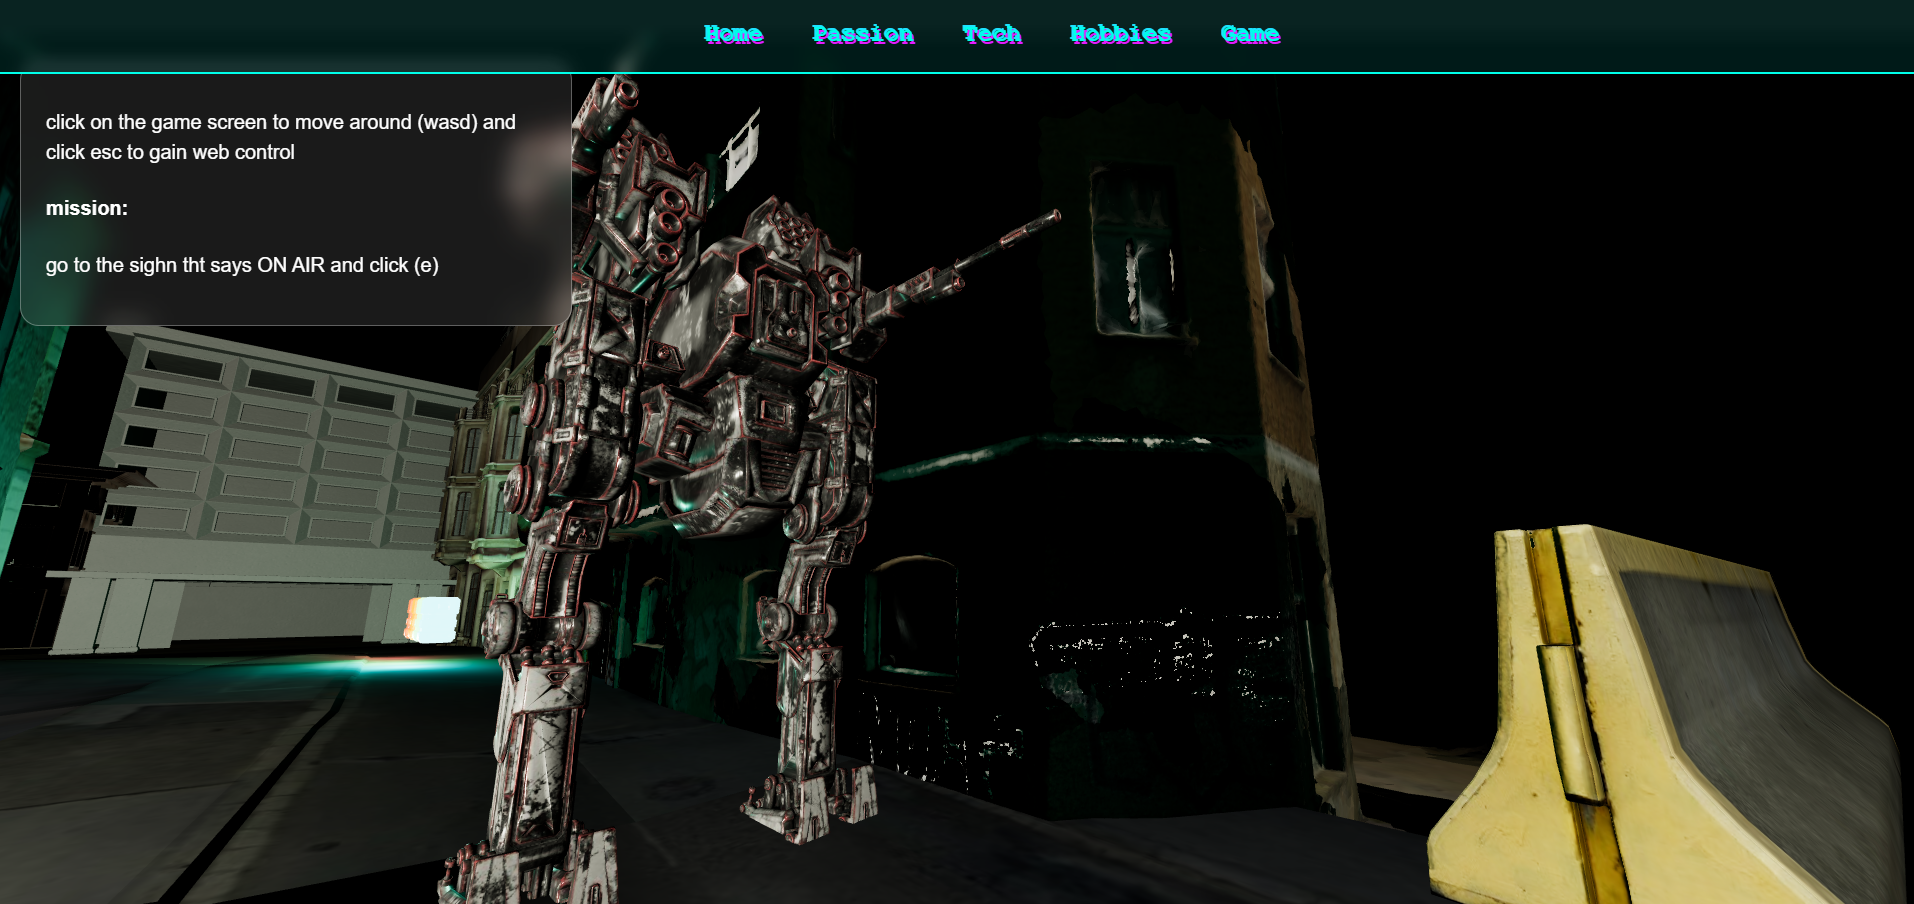 Home Passion Tech Hobbies Game
click on the game screen to move around (wasd) and
click esc to gain web control
mission:
go to the sighn tht says ON AIR and click (e)